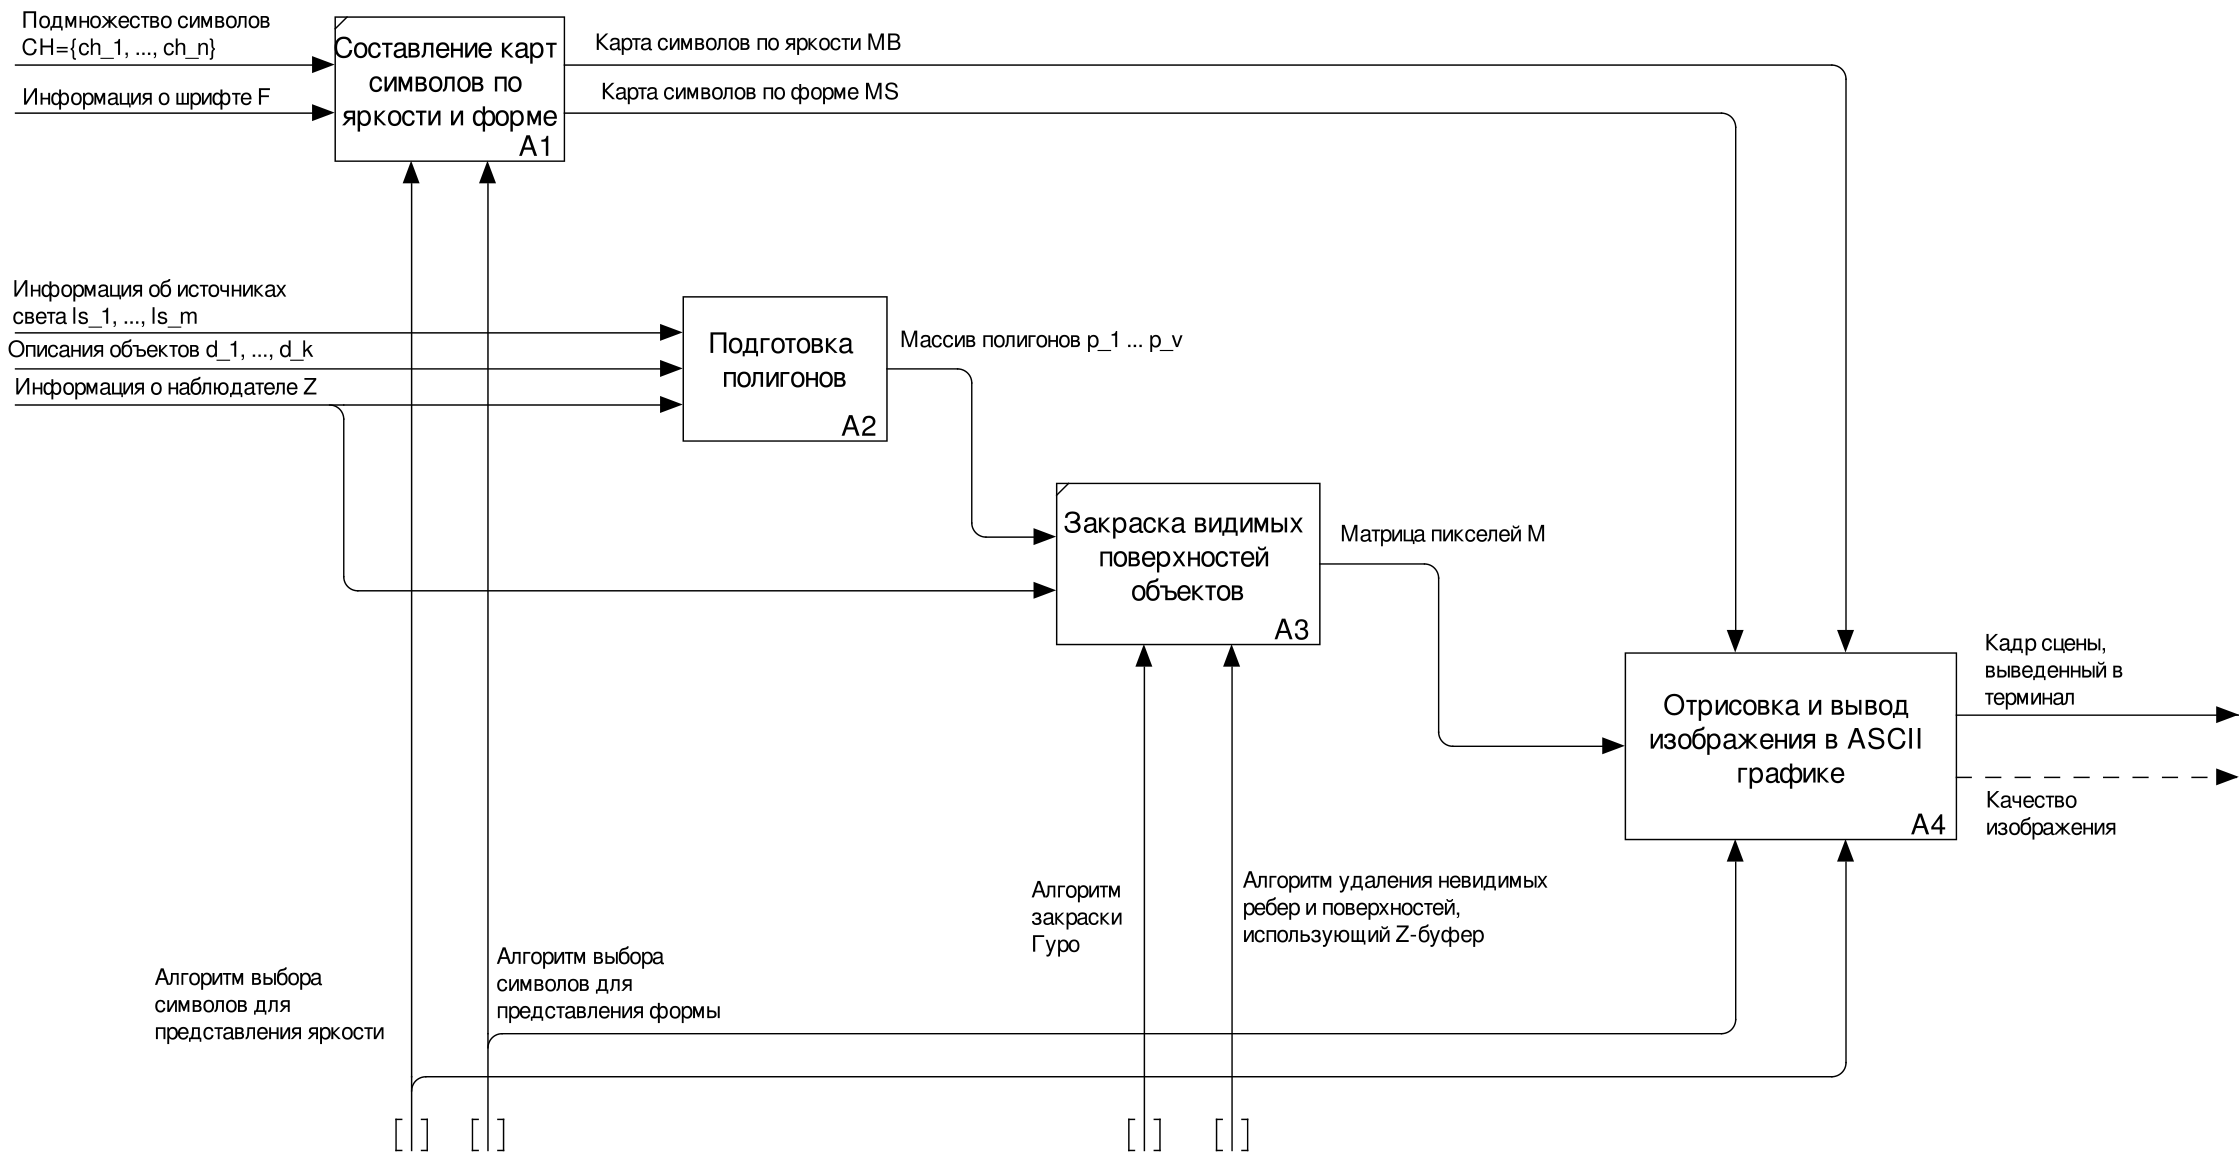 Подмножество символов
CH={ch_1, ..., ch_n}
Информация о шрифте F
Составление карт
символов по
яркости и форме
A1
Карта символов по яркости MB
Карта символов по форме MS
Информация об источниках
света ls_1, ..., ls_m
Описания объектов d_1, ..., d_k
Информация о наблюдателе Z
Подготовка
полигонов
A2
Массив полигонов p_1 ... p_v
Закраска видимых
поверхностей
объектов
A3
Матрица пикселей M
Отрисовка и вывод
изображения в ASCII
графике
A4
Кадр сцены,
выведенный в
терминал
Качество
изображения
Алгоритм выбора
символов для
представления яркости
Алгоритм выбора
символов для
представления формы
Алгоритм
закраски
Гуро
Алгоритм удаления невидимых
ребер и поверхностей,
использующий Z-буфер